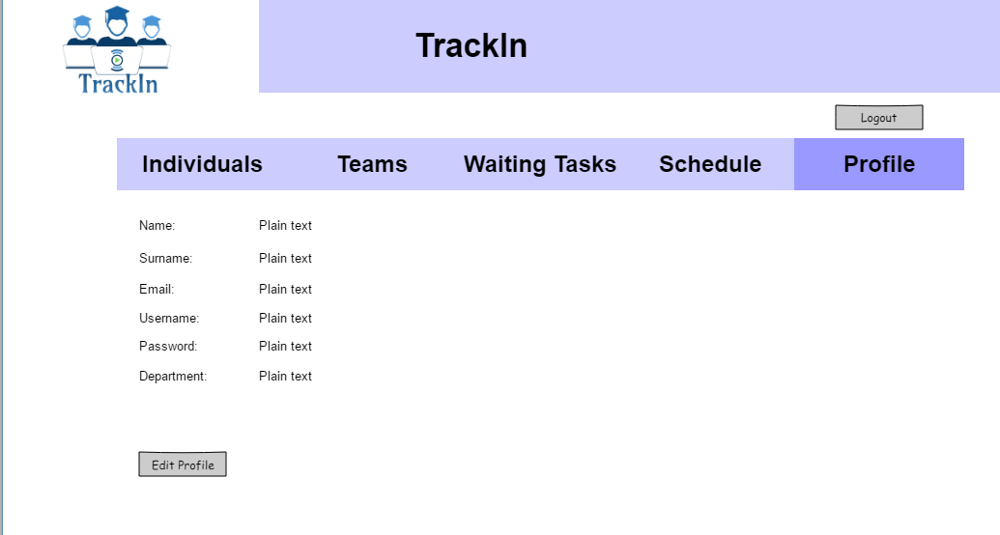 TrackIn
TrackIn
Logout
Individuals Teams Waiting Tasks Schedule Profile
Name: Plain text
Surname: Plain text
Email: Plain text
Username: Plain text
Password: Plain text
Department: Plain text
Edit Profile